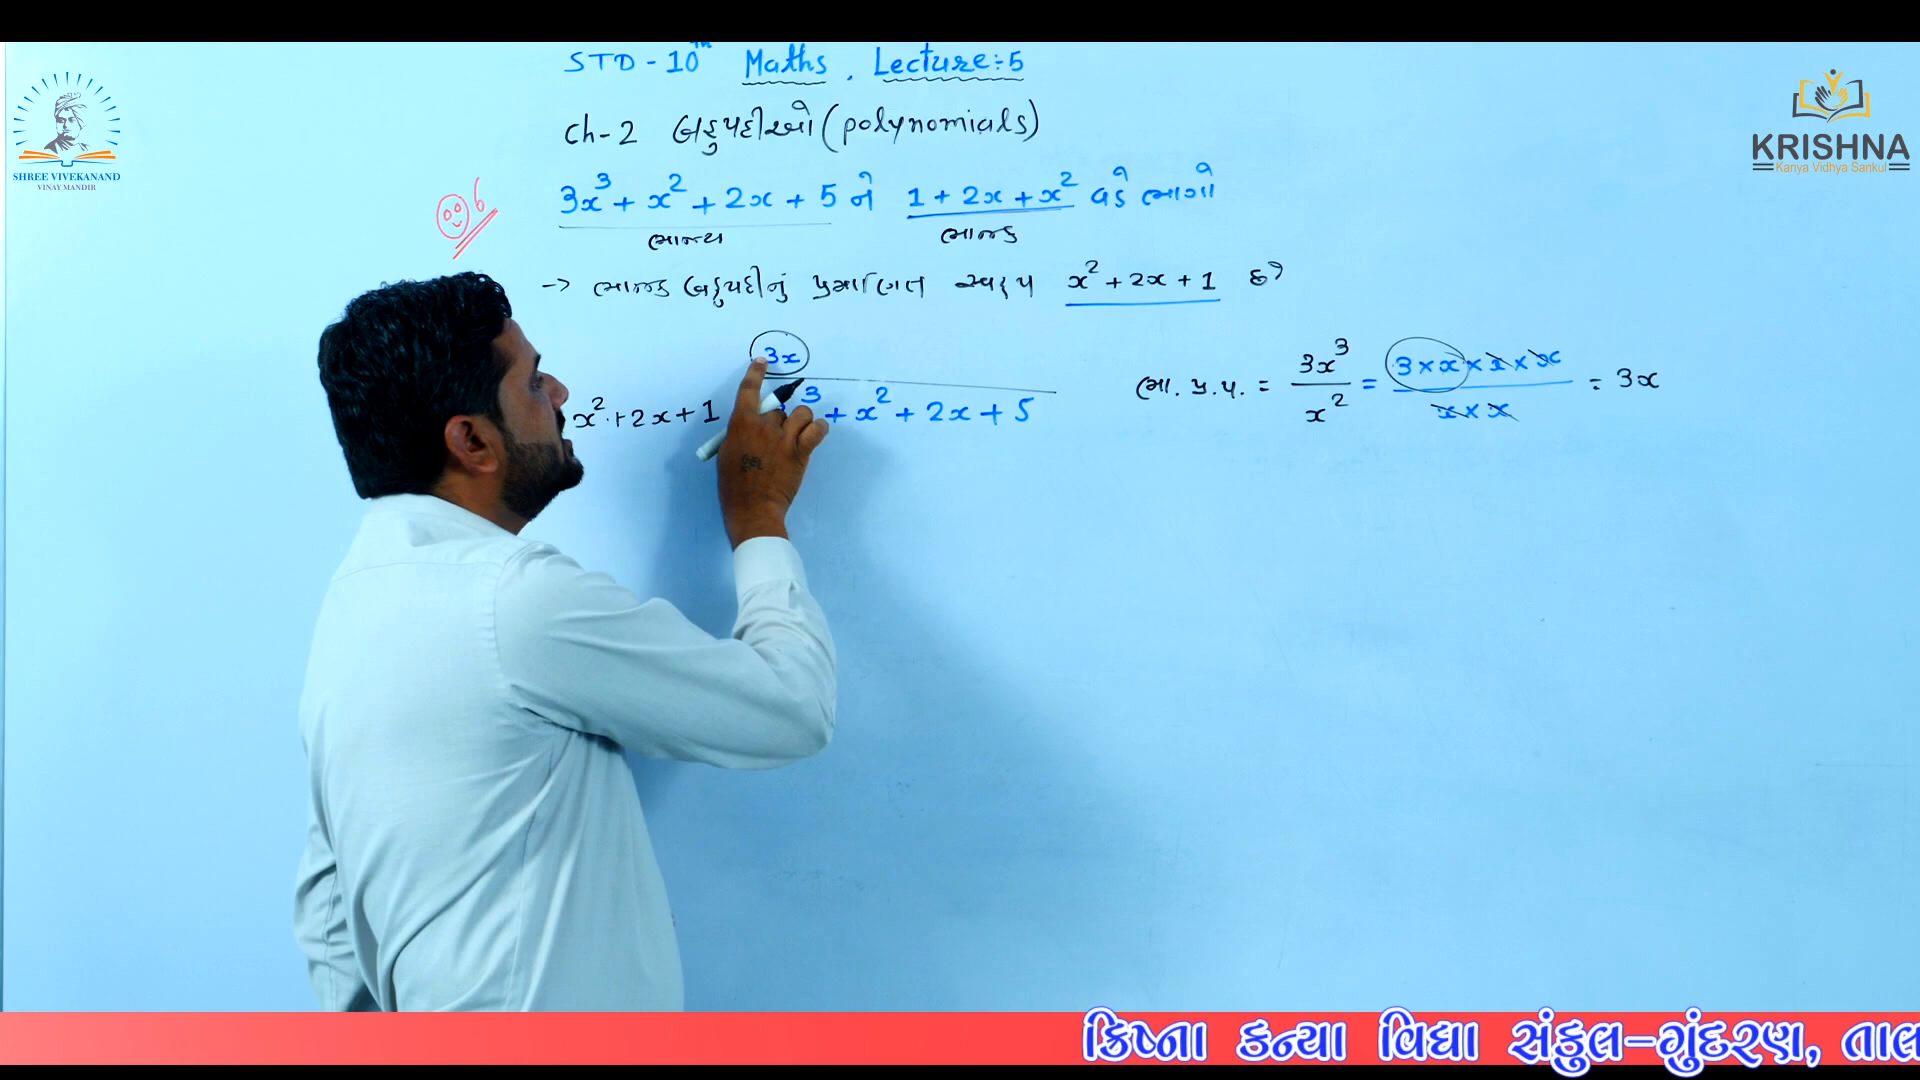 STD - 10th Maths, Lecture:-5
Ch-2 બહુપદીઓ (polynomials)
6
3x³ + x² + 2x + 5 ને 1 + 2x + x² વડે ભાગો
ભાજ્ય ભાજક
-> ભાજક બહુપદીનું પ્રમાણિત સ્વરૂપ x² + 2x + 1 છે
3x
x² + 2x + 1 ³ + x² + 2x + 5
ભા. પ્ર. પ. = 3x³ / x² = 3 × x × x × x / x × x = 3x
SHREE VIVEKANAND
VINAY MANDIR
KRISHNA
Kanya Vidhya Sankul
ક્રિષ્ના કન્યા વિદ્યા સંકુલ-ગુંદરણ, તાલ